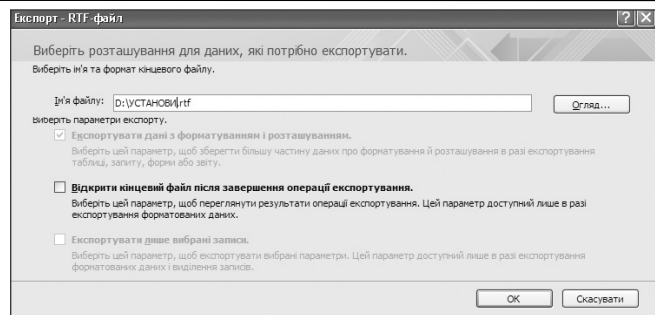 Експорт - RTF-файл
Виберіть розташування для даних, які потрібно експортувати.
Виберіть ім'я та формат кінцевого файлу.
Ім'я файлу: D:\УСТАНОВИ.rtf Огляд...
Виберіть параметри експорту.
Експортувати дані з форматуванням і розташуванням.
Виберіть цей параметр, щоб зберегти більшу частину даних про форматування й розташування в разі експортування
таблиці, запиту, форми або звіту.
Відкрити кінцевий файл після завершення операції експортування.
Виберіть цей параметр, щоб переглянути результати операції експортування. Цей параметр доступний лише в разі
експортування форматованих даних.
Експортувати лише вибрані записи.
Виберіть цей параметр, щоб експортувати вибрані параметри. Цей параметр доступний лише в разі експортування
форматованих даних і виділення записів.
ОК Скасувати